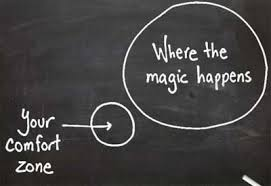 Where the
magic happens
Your
comfort
zone